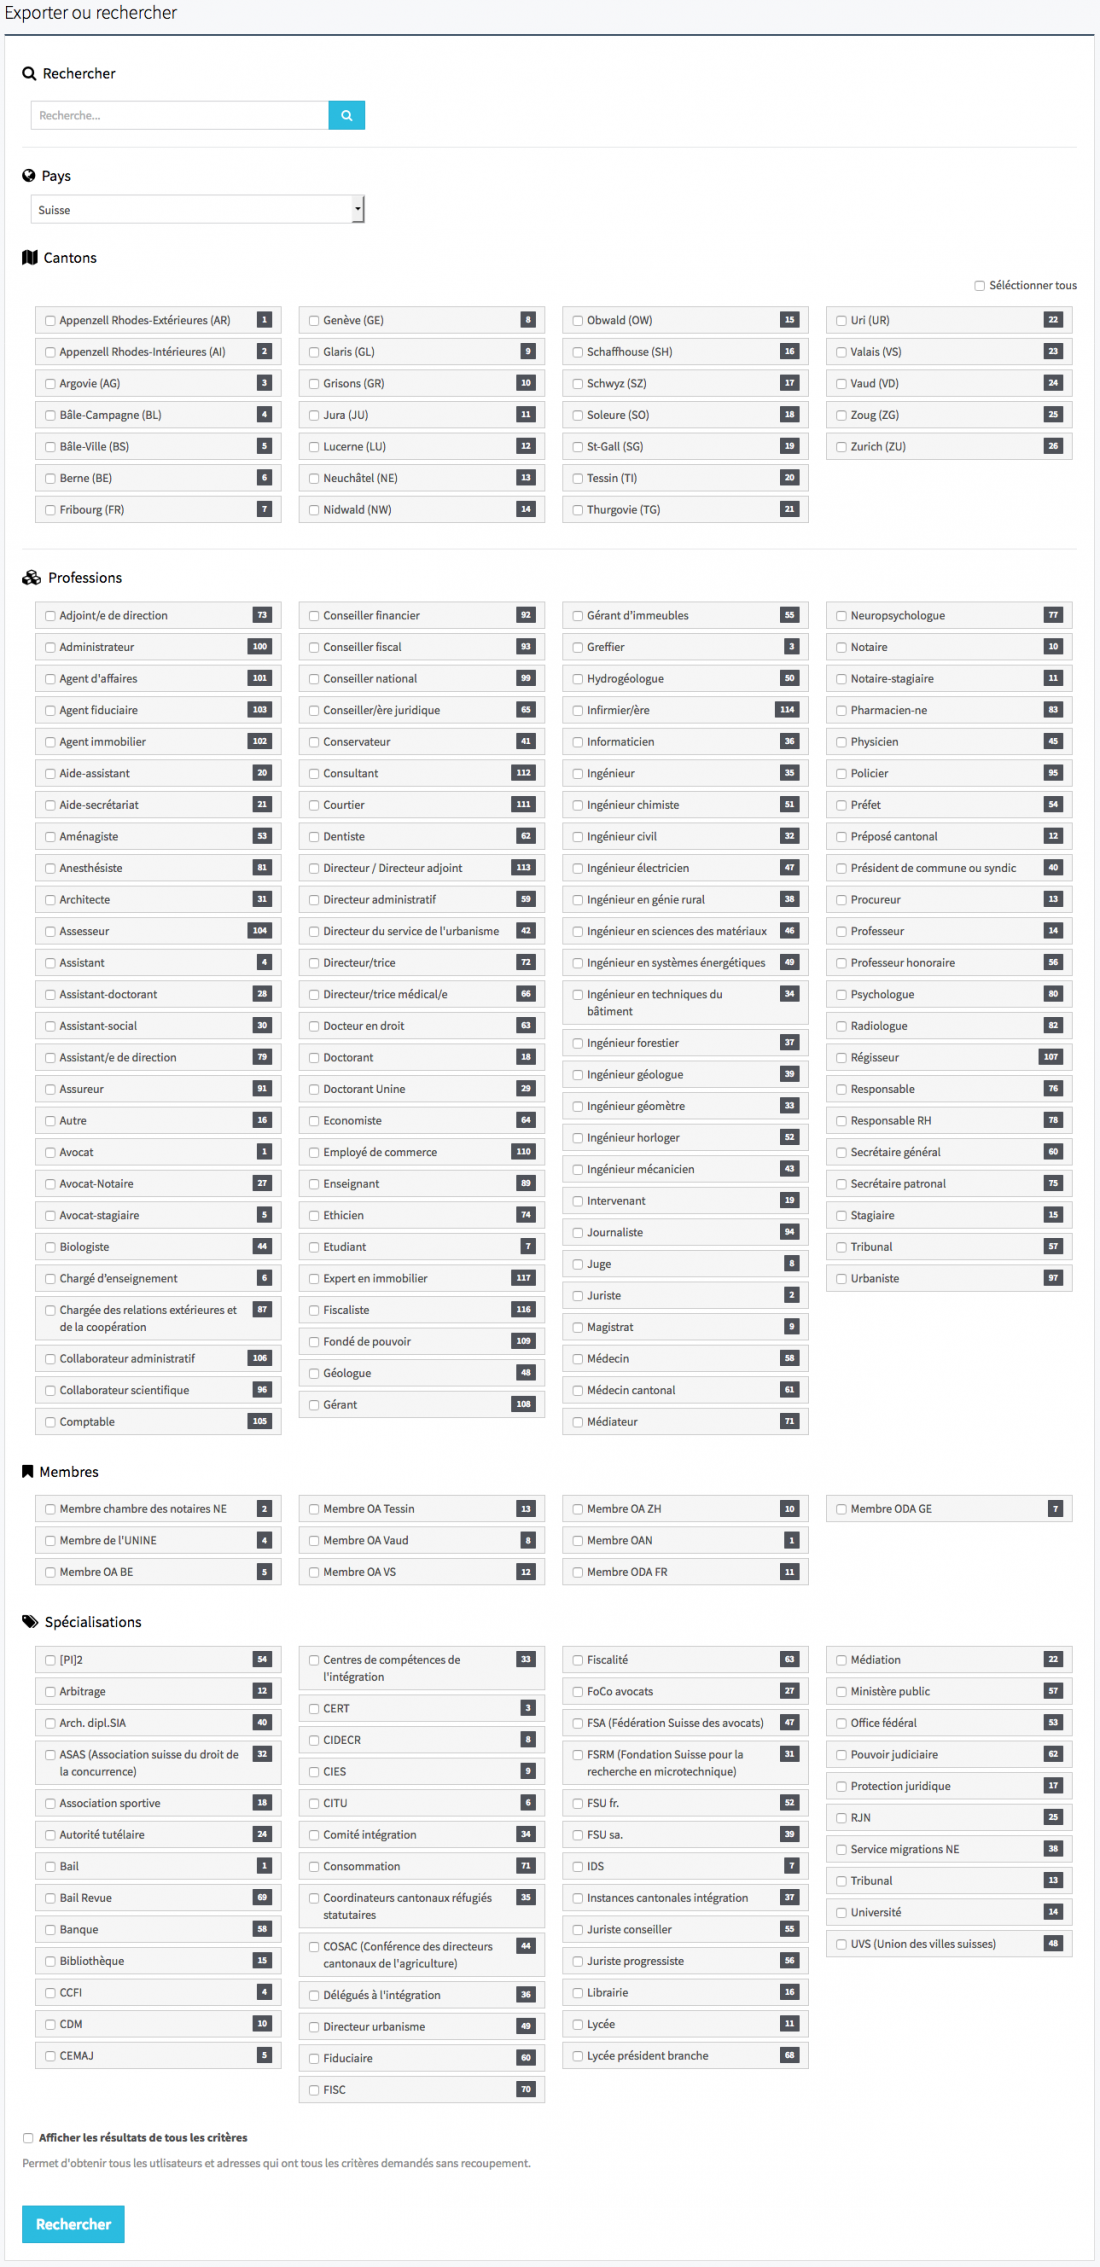 Exporter ou rechercher
Rechercher
Recherche...
Pays
Suisse
Cantons
Séléctionner tous
Appenzell Rhodes-Extérieures (AR) 1
Appenzell Rhodes-Intérieures (AI) 2
Argovie (AG) 3
Bâle-Campagne (BL) 4
Bâle-Ville (BS) 5
Berne (BE) 6
Fribourg (FR) 7
Genève (GE) 8
Glaris (GL) 9
Grisons (GR) 10
Jura (JU) 11
Lucerne (LU) 12
Neuchâtel (NE) 13
Nidwald (NW) 14
Obwald (OW) 15
Schaffhouse (SH) 16
Schwyz (SZ) 17
Soleure (SO) 18
St-Gall (SG) 19
Tessin (TI) 20
Thurgovie (TG) 21
Uri (UR) 22
Valais (VS) 23
Vaud (VD) 24
Zoug (ZG) 25
Zurich (ZU) 26
Professions
Adjoint/e de direction 73
Administrateur 100
Agent d'affaires 101
Agent fiduciaire 103
Agent immobilier 102
Aide-assistant 20
Aide-secrétariat 21
Aménagiste 53
Anesthésiste 81
Architecte 31
Assesseur 104
Assistant 4
Assistant-doctorant 28
Assistant-social 30
Assistant/e de direction 79
Assureur 91
Autre 16
Avocat 1
Avocat-Notaire 27
Avocat-stagiaire 5
Biologiste 44
Chargé d'enseignement 6
Chargée des relations extérieures et 87
de la coopération
Collaborateur administratif 106
Collaborateur scientifique 96
Comptable 105
Conseiller financier 92
Conseiller fiscal 93
Conseiller national 99
Conseiller/ère juridique 65
Conservateur 41
Consultant 112
Courtier 111
Dentiste 62
Directeur / Directeur adjoint 113
Directeur administratif 59
Directeur du service de l'urbanisme 42
Directeur/trice 72
Directeur/trice médical/e 66
Docteur en droit 63
Doctorant 18
Doctorant Unine 29
Economiste 64
Employé de commerce 110
Enseignant 89
Ethicien 74
Etudiant 7
Expert en immobilier 117
Fiscaliste 116
Fondé de pouvoir 109
Géologue 48
Gérant 108
Gérant d'immeubles 55
Greffier 3
Hydrogéologue 50
Infirmier/ère 114
Informaticien 36
Ingénieur 35
Ingénieur chimiste 51
Ingénieur civil 32
Ingénieur électricien 47
Ingénieur en génie rural 38
Ingénieur en sciences des matériaux 46
Ingénieur en systèmes énergétiques 49
Ingénieur en techniques du 34
bâtiment
Ingénieur forestier 37
Ingénieur géologue 39
Ingénieur géomètre 33
Ingénieur horloger 52
Ingénieur mécanicien 43
Intervenant 19
Journaliste 94
Juge 8
Juriste 2
Magistrat 9
Médecin 58
Médecin cantonal 61
Médiateur 71
Neuropsychologue 77
Notaire 10
Notaire-stagiaire 11
Pharmacien-ne 83
Physicien 45
Policier 95
Préfet 54
Préposé cantonal 12
Président de commune ou syndic 40
Procureur 13
Professeur 14
Professeur honoraire 56
Psychologue 80
Radiologue 82
Régisseur 107
Responsable 76
Responsable RH 78
Secrétaire général 60
Secrétaire patronal 75
Stagiaire 15
Tribunal 57
Urbaniste 97
Membres
Membre chambre des notaires NE 2
Membre de l'UNINE 4
Membre OA BE 5
Membre OA Tessin 13
Membre OA Vaud 8
Membre OA VS 12
Membre OA ZH 10
Membre OAN 1
Membre ODA FR 11
Membre ODA GE 7
Spécialisations
[PI]2 54
Arbitrage 12
Arch. dipl.SIA 40
ASAS (Association suisse du droit de 32
la concurrence)
Association sportive 18
Autorité tutélaire 24
Bail 1
Bail Revue 69
Banque 58
Bibliothèque 15
CCFI 4
CDM 10
CEMAJ 5
Centres de compétences de 33
l'intégration
CERT 3
CIDECR 8
CIES 9
CITU 6
Comité intégration 34
Consommation 71
Coordinateurs cantonaux réfugiés 35
statutaires
COSAC (Conférence des directeurs 44
cantonaux de l'agriculture)
Délégués à l'intégration 36
Directeur urbanisme 49
Fiduciaire 60
FISC 70
Fiscalité 63
FoCo avocats 27
FSA (Fédération Suisse des avocats) 47
FSRM (Fondation Suisse pour la 31
recherche en microtechnique)
FSU fr. 52
FSU sa. 39
IDS 7
Instances cantonales intégration 37
Juriste conseiller 55
Juriste progressiste 56
Librairie 16
Lycée 11
Lycée président branche 68
Médiation 22
Ministère public 57
Office fédéral 53
Pouvoir judiciaire 62
Protection juridique 17
RJN 25
Service migrations NE 38
Tribunal 13
Université 14
UVS (Union des villes suisses) 48
Afficher les résultats de tous les critères
Permet d'obtenir tous les utlisateurs et adresses qui ont tous les critères demandés sans recoupement.
Rechercher